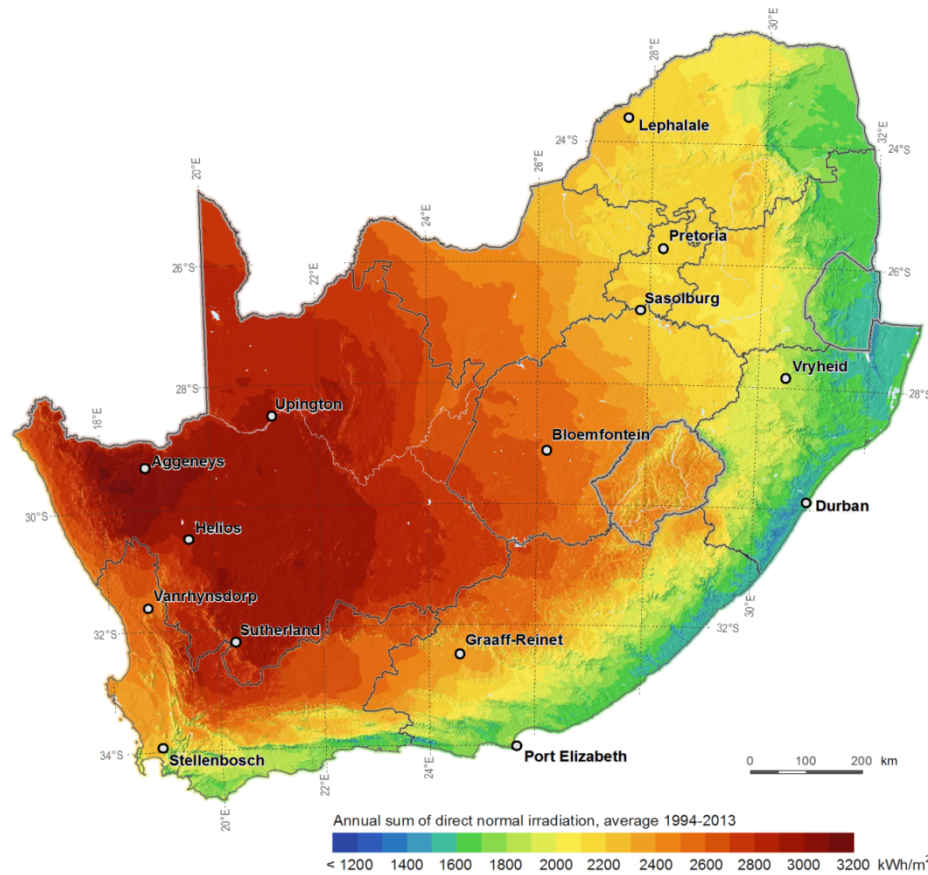 30°E
28°E
Lephalale
24°S
32°E
24°S
20°E
26°E
24°E
Pretoria
26°S
22°E
26°S
Sasolburg
Vryheid
28°S
28°S
18°E
Upington
Bloemfontein
Aggeneys
30°S
Durban
Helios
Vanrhynsdorp
30°E
32°S
Sutherland
Graaff-Reinet
32°S
34°S
Stellenbosch
24°E
Port Elizabeth
22°E
20°E
0 50 100 200 km
Annual sum of direct normal irradiation, average 1994-2013
< 1200 1400 1600 1800 2000 2200 2400 2600 2800 3000 3200 kWh/m²